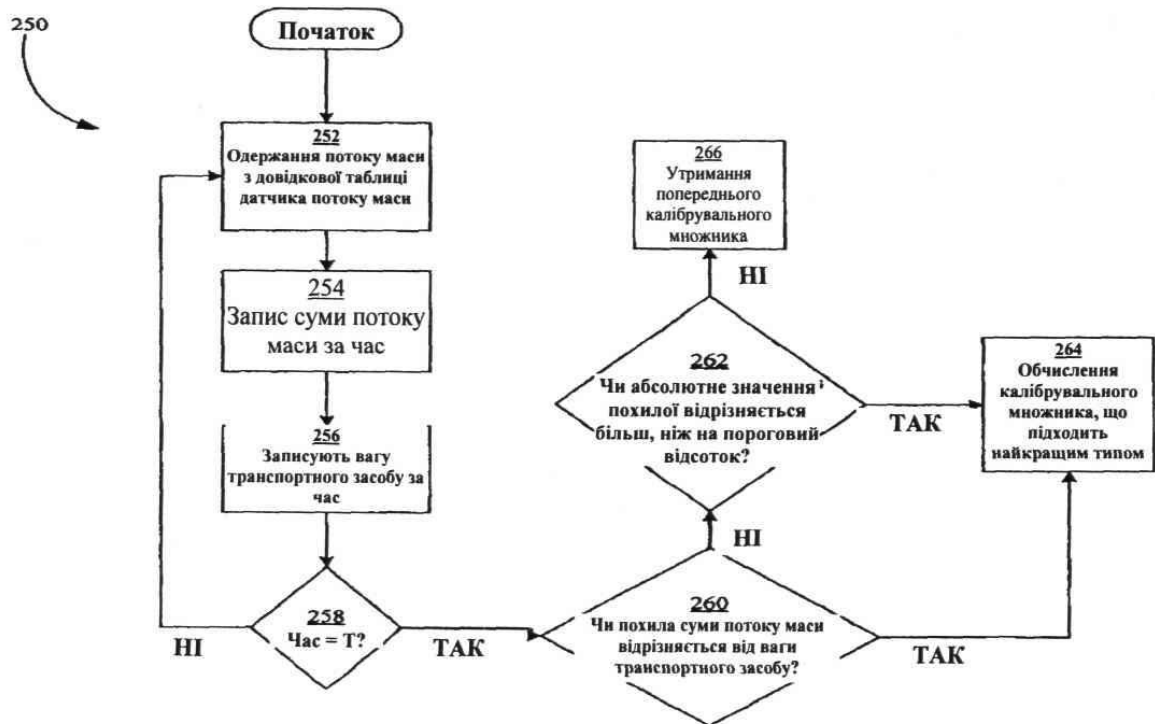 250
Початок
252
Одержання потоку маси
з довідкової таблиці
датчика потоку маси
254
Запис суми потоку
маси за час
256
Записують вагу
транспортного засобу за
час
258
Час = Т?
НІ
ТАК
260
Чи похила суми потоку маси
відрізняється від ваги
транспортного засобу?
НІ
ТАК
262
Чи абсолютне значення
похилої відрізняється
більш, ніж на пороговий
відсоток?
НІ
ТАК
266
Утримання
попереднього
калібрувального
множника
264
Обчислення
калібрувального
множника, що
підходить
найкращим типом